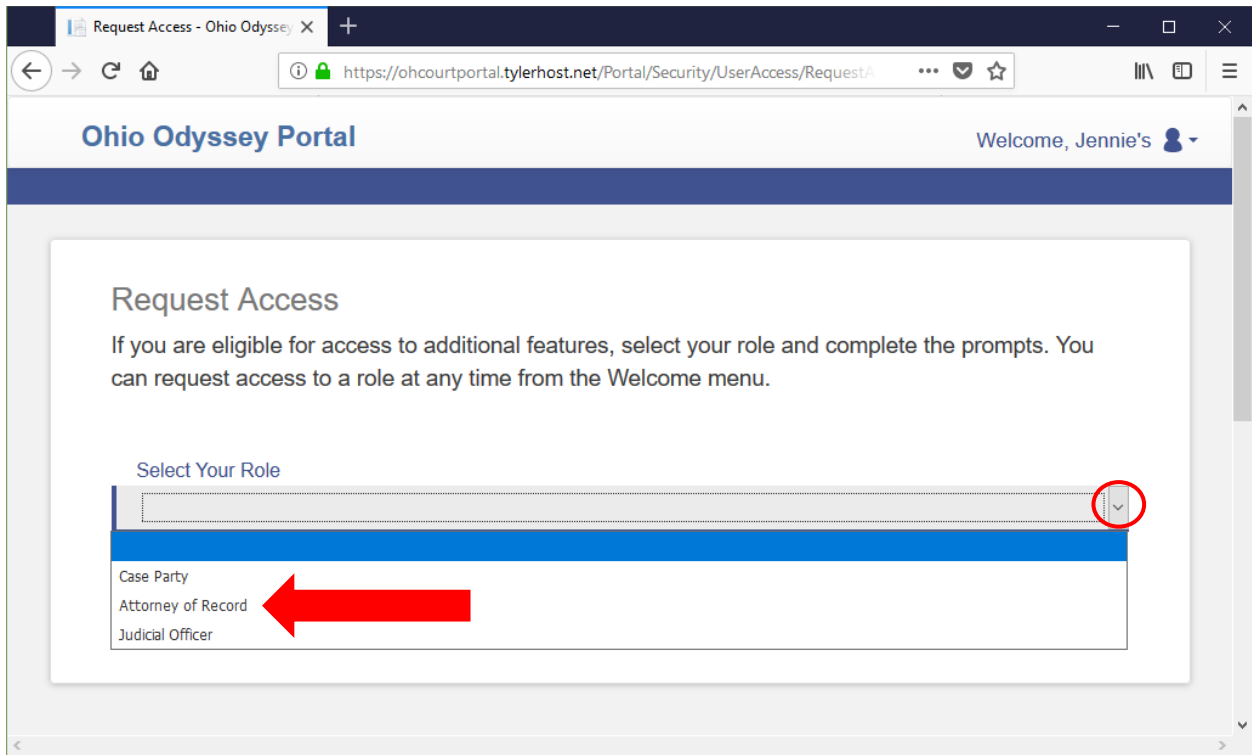 Request Access - Ohio Odyssey
https://ohcourtportal.tylerhost.net/Portal/Security/UserAccess/RequestA
Ohio Odyssey Portal
Welcome, Jennie's
Request Access
If you are eligible for access to additional features, select your role and complete the prompts. You
can request access to a role at any time from the Welcome menu.
Select Your Role
Case Party
Attorney of Record
Judicial Officer